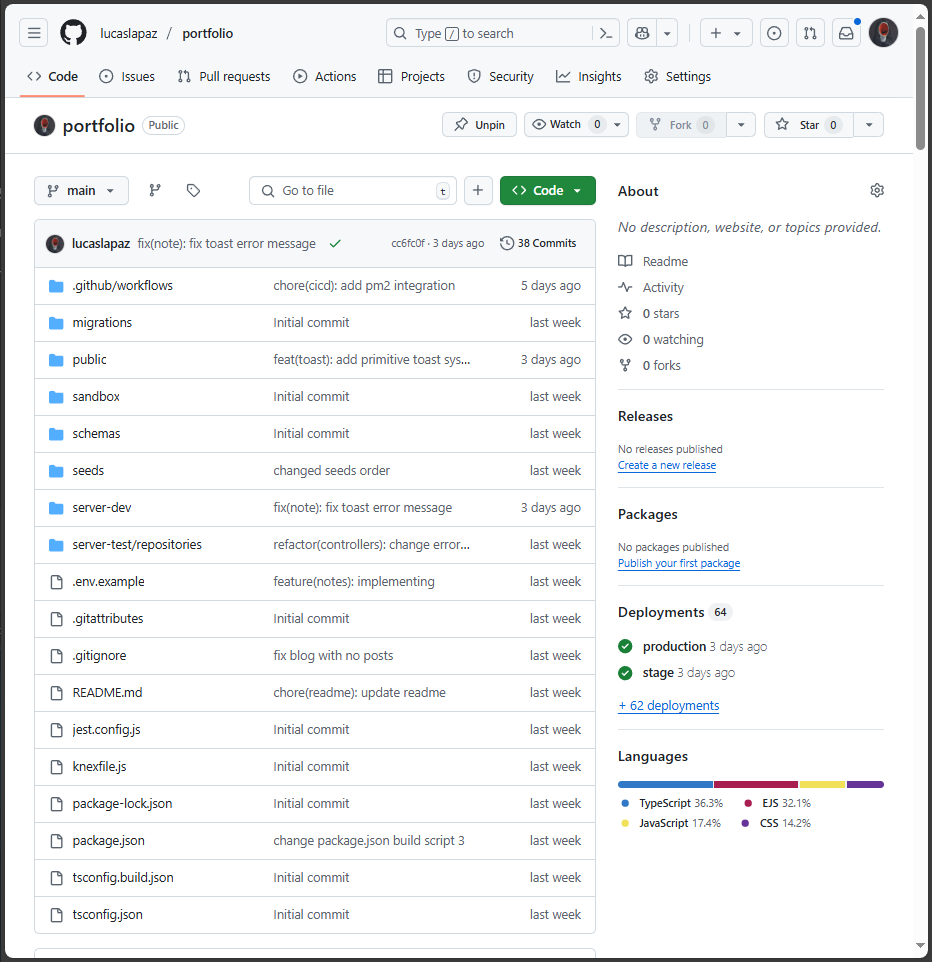 lucaslapaz / portfolio
Type / to search
Code Issues Pull requests Actions Projects Security Insights Settings
portfolio Public
Unpin Watch 0 Fork 0 Star 0
main
Go to file t
Code
lucaslapaz fix(note): fix toast error message cc6fc0f · 3 days ago 38 Commits
.github/workflows chore(cicd): add pm2 integration 5 days ago
migrations Initial commit last week
public feat(toast): add primitive toast sys... 3 days ago
sandbox Initial commit last week
schemas Initial commit last week
seeds changed seeds order last week
server-dev fix(note): fix toast error message 3 days ago
server-test/repositories refactor(controllers): change error... last week
.env.example feature(notes): implementing last week
.gitattributes Initial commit last week
.gitignore fix blog with no posts last week
README.md chore(readme): update readme last week
jest.config.js Initial commit last week
knexfile.js Initial commit last week
package-lock.json Initial commit last week
package.json change package.json build script 3 last week
tsconfig.build.json Initial commit last week
tsconfig.json Initial commit last week
About
No description, website, or topics provided.
Readme
Activity
0 stars
0 watching
0 forks
Releases
No releases published
Create a new release
Packages
No packages published
Publish your first package
Deployments 64
production 3 days ago
stage 3 days ago
+ 62 deployments
Languages
TypeScript 36.3% EJS 32.1%
JavaScript 17.4% CSS 14.2%